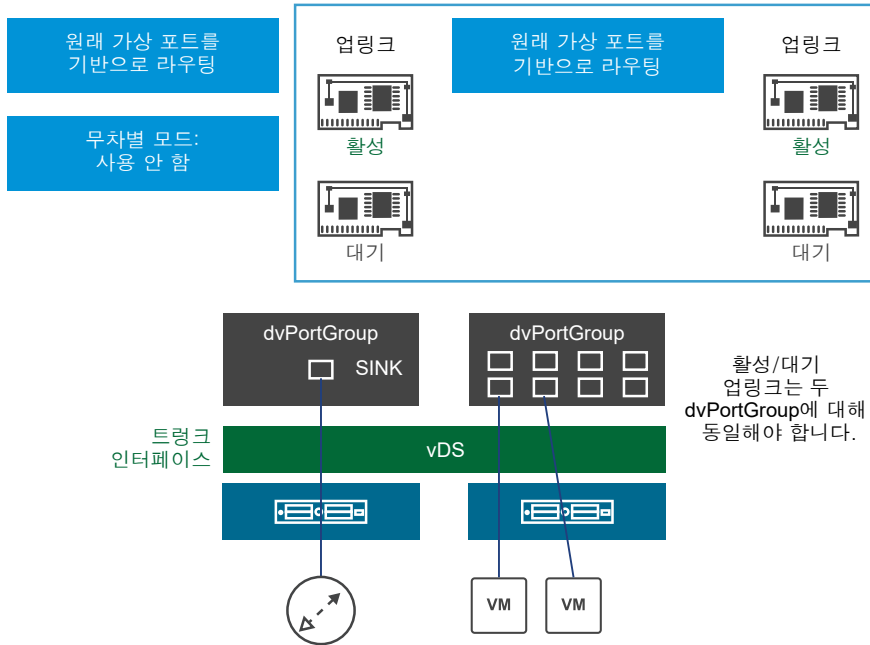 원래 가상 포트를
기반으로 라우팅
무차별 모드:
사용 안 함
업링크
활성
대기
원래 가상 포트를
기반으로 라우팅
업링크
활성
대기
dvPortGroup
SINK
dvPortGroup
활성/대기
업링크는 두
dvPortGroup에 대해
동일해야 합니다.
트렁크
인터페이스
vDS
VM
VM